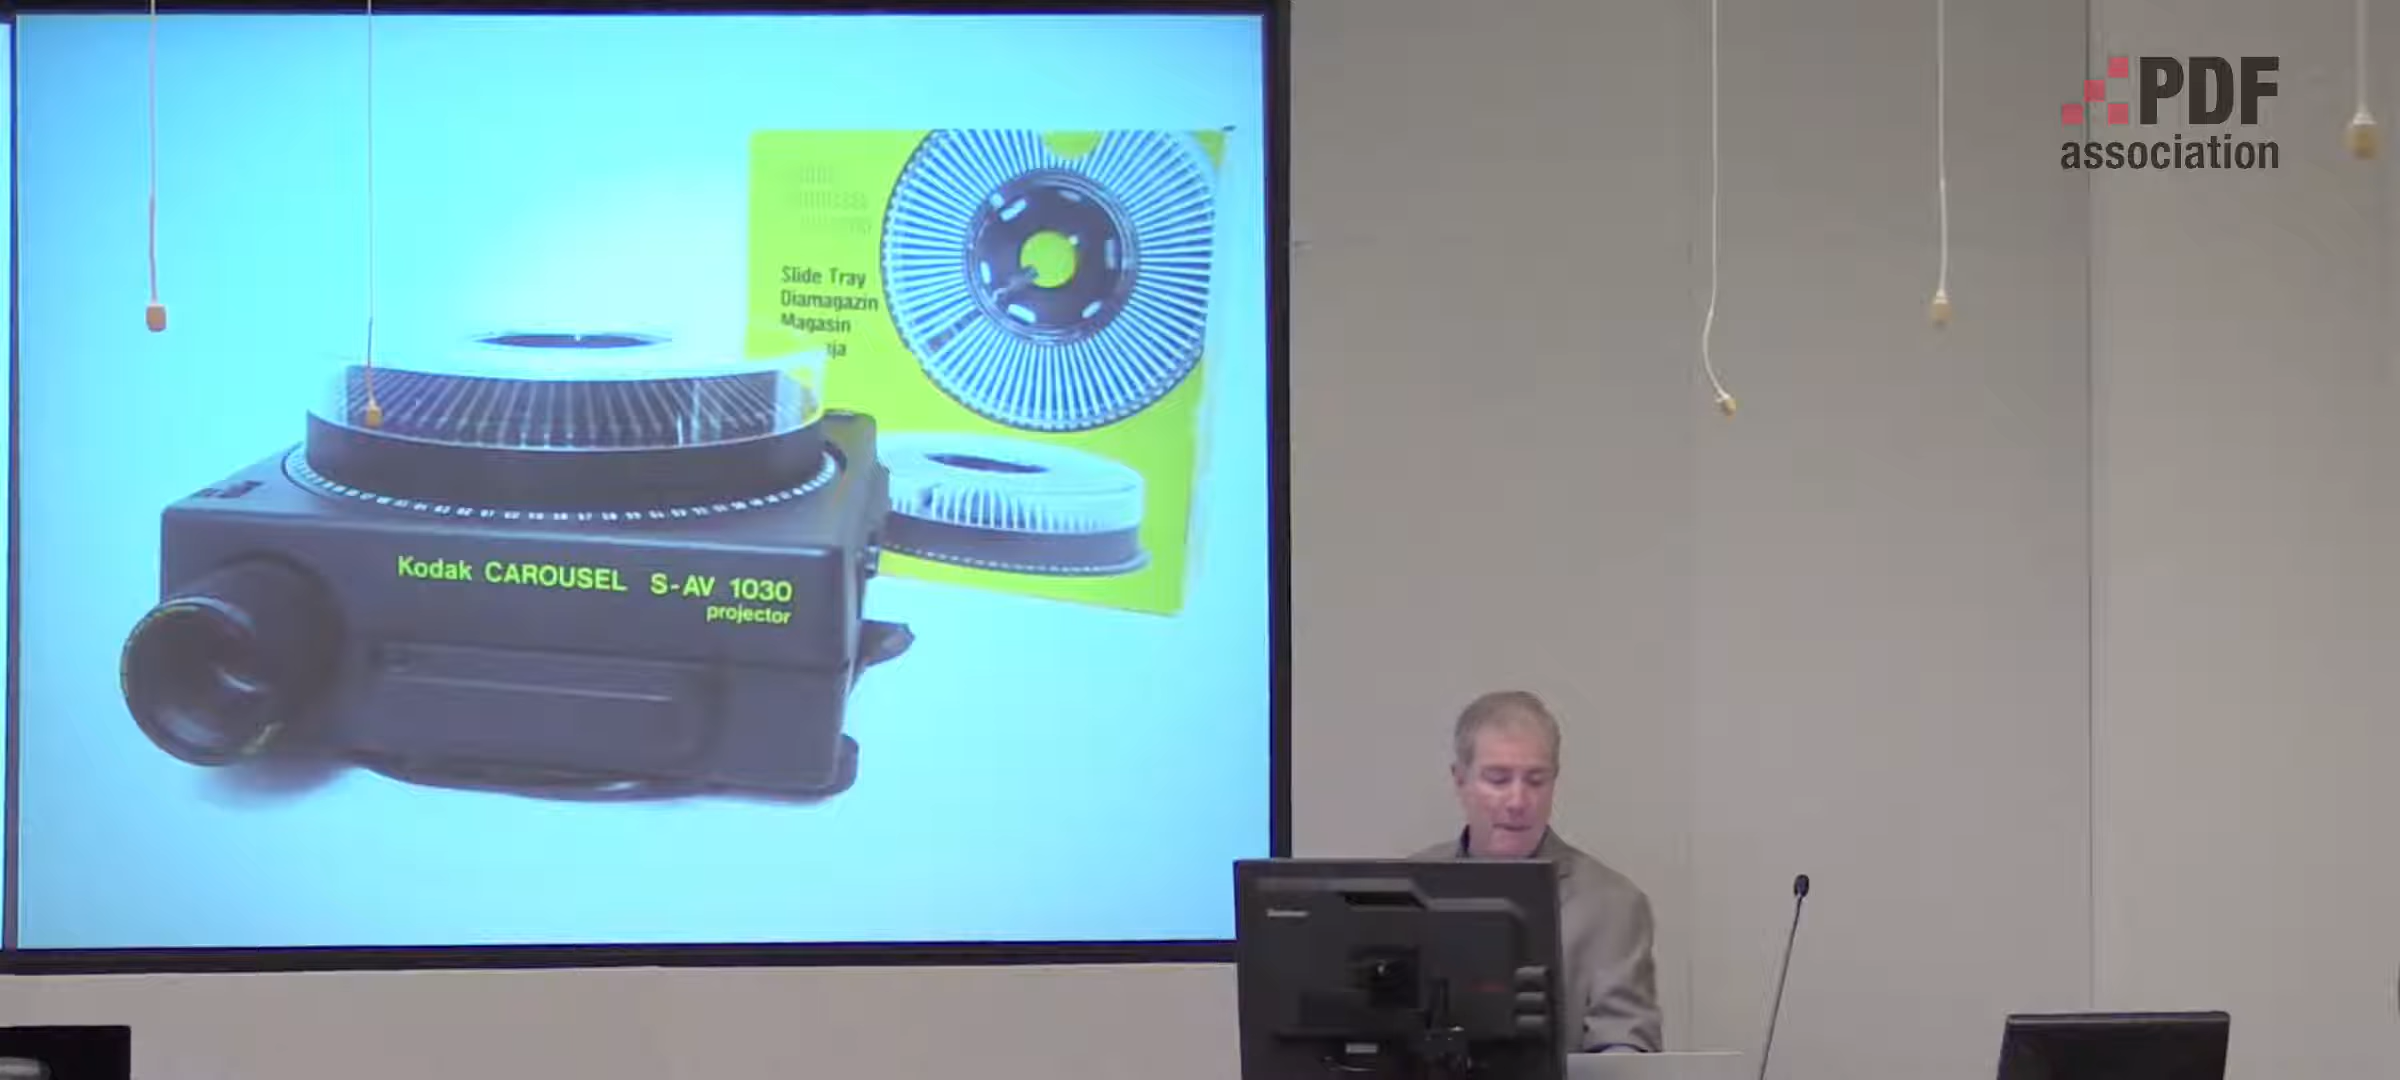 PDF
association
Slide Tray
Diamagazin
Magasin
Kodak CAROUSEL S-AV 1030
projector